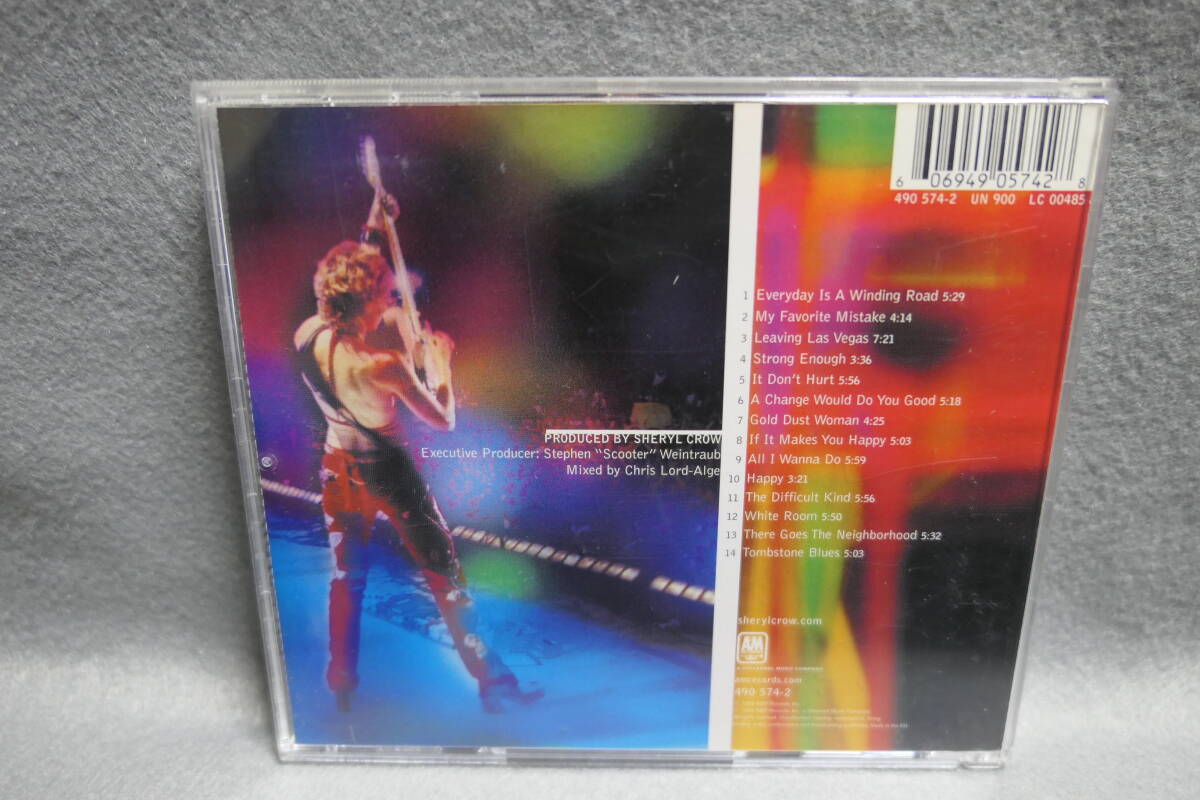 6 06949 05742 8
490 574-2 UN 900 LC 00485
1 Everyday Is A Winding Road 5:29
2 My Favorite Mistake 4:14
3 Leaving Las Vegas 7:21
4 Strong Enough 3:36
5 It Don't Hurt 5:56
6 A Change Would Do You Good 5:18
7 Gold Dust Woman 4:25
8 If It Makes You Happy 5:03
9 All I Wanna Do 5:59
10 Happy 3:21
11 The Difficult Kind 5:56
12 White Room 5:50
13 There Goes The Neighborhood 5:32
14 Tombstone Blues 5:03
PRODUCED BY SHERYL CROW
Executive Producer: Stephen "Scooter" Weintraub
Mixed by Chris Lord-Alge
sherylcrow.com
A&M
A UNIVERSAL MUSIC COMPANY
amrecords.com
490 574-2